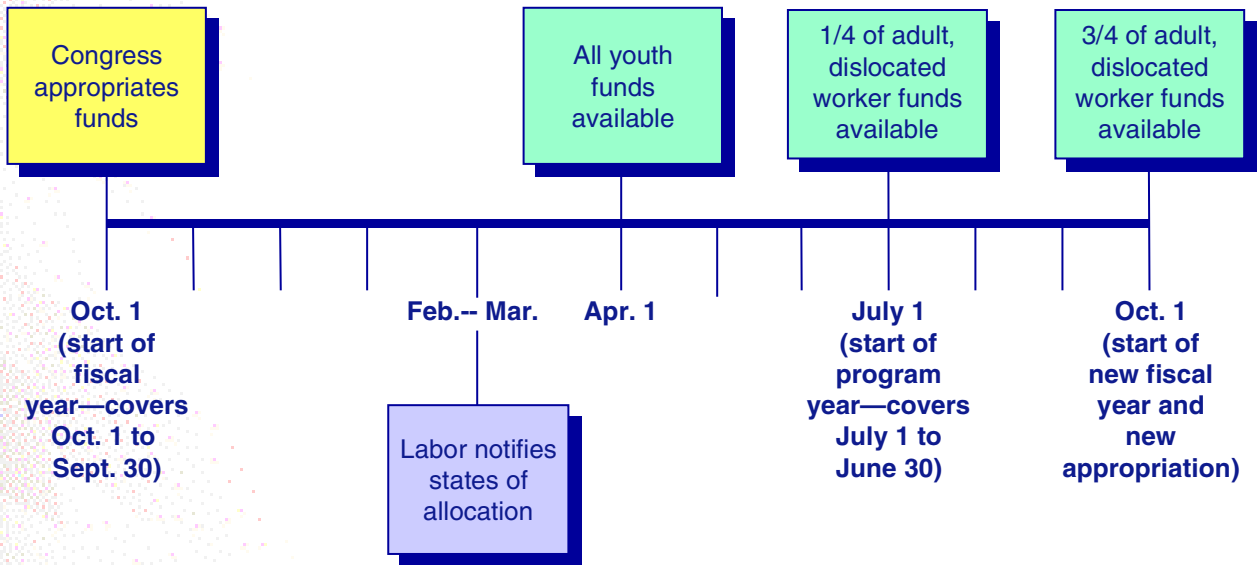 Congress
appropriates
funds
All youth
funds
available
1/4 of adult,
dislocated
worker funds
available
3/4 of adult,
dislocated
worker funds
available
Oct. 1
(start of
fiscal
year—covers
Oct. 1 to
Sept. 30)
Feb.-- Mar.
Apr. 1
July 1
(start of
program
year—covers
July 1 to
June 30)
Oct. 1
(start of
new fiscal
year and
new
appropriation)
Labor notifies
states of
allocation